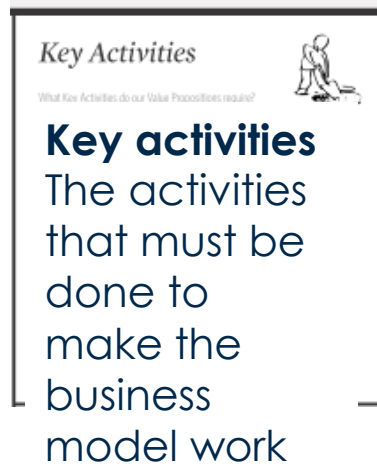 Key Activities
What Key Activities do our Value Propositions require?
Key activities
The activities
that must be
done to
make the
business
model work